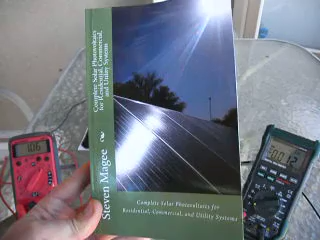 Complete Solar Photovoltaics
for Residential, Commercial,
and Utility Systems
Steven Magee
Complete Solar Photovoltaics for
Residential, Commercial, and Utility Systems
106